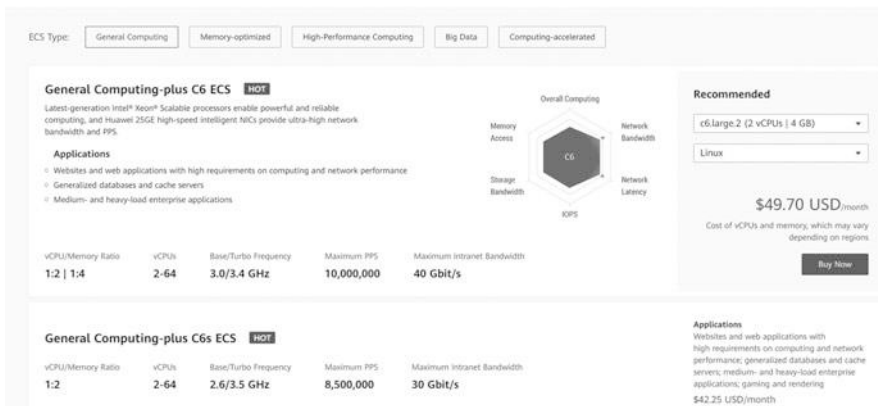 ECS Type: General Computing Memory-optimized High-Performance Computing Big Data Computing-accelerated
General Computing-plus C6 ECS HOT
Latest-generation Intel® Xeon® Scalable processors enable powerful and reliable
computing, and Huawei 25GE high-speed intelligent NICs provide ultra-high network
bandwidth and PPS.
Applications
Websites and web applications with high requirements on computing and network performance
Generalized databases and cache servers
Medium- and heavy-load enterprise applications
Overall Computing
Memory
Access
Network
Bandwidth
C6
Storage
Bandwidth
Network
Latency
IOPS
vCPU/Memory Ratio vCPUs Base/Turbo Frequency Maximum PPS Maximum Intranet Bandwidth
1:2 | 1:4 2-64 3.0/3.4 GHz 10,000,000 40 Gbit/s
Recommended
c6.large.2 (2 vCPUs | 4 GB)
Linux
$49.70 USD/month
Cost of vCPUs and memory, which may vary
depending on regions
Buy Now
General Computing-plus C6s ECS HOT
vCPU/Memory Ratio vCPUs Base/Turbo Frequency Maximum PPS Maximum Intranet Bandwidth
1:2 2-64 2.6/3.5 GHz 8,500,000 30 Gbit/s
Applications
Websites and web applications with
high requirements on computing and network
performance; generalized databases and cache
servers; medium- and heavy-load enterprise
applications; gaming and rendering
$42.25 USD/month